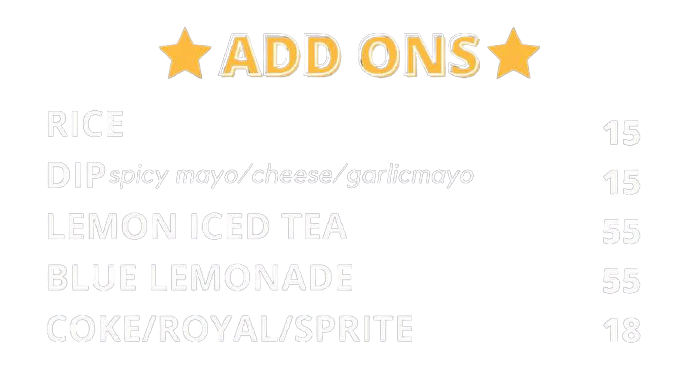 ADD ONS
RICE 15
DIP spicy mayo/cheese/garlicmayo 15
LEMON ICED TEA 55
BLUE LEMONADE 55
COKE/ROYAL/SPRITE 18